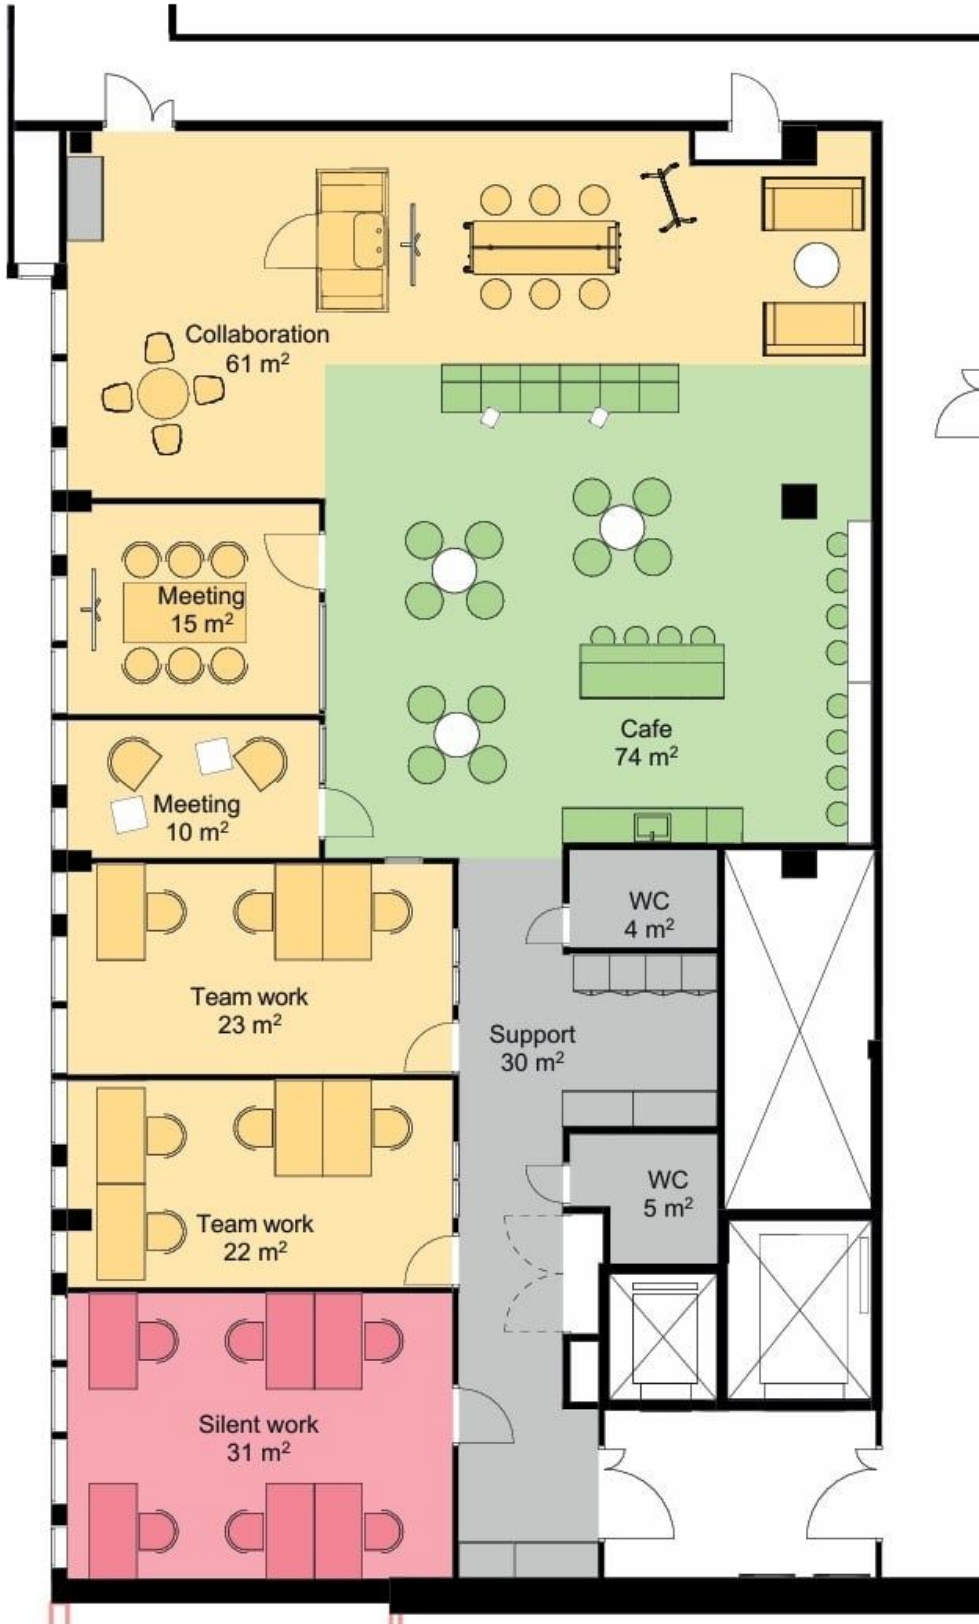 Collaboration
61 m²
Meeting
15 m²
Cafe
74 m²
Meeting
10 m²
WC
4 m²
Team work
23 m²
Support
30 m²
WC
5 m²
Team work
22 m²
Silent work
31 m²